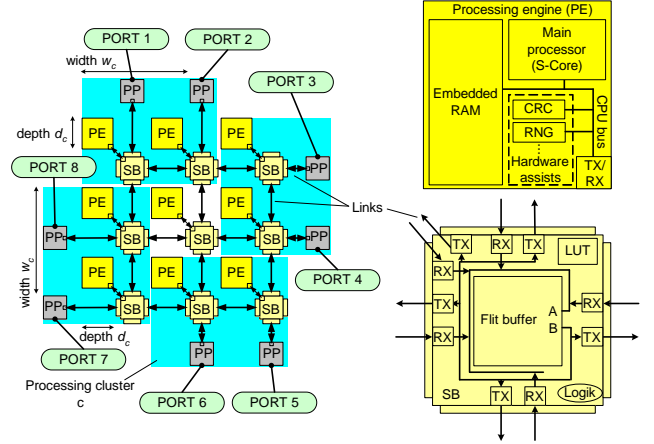 PORT 1
PORT 2
width w_c
PORT 3
PP
PP
depth d_c
PE
PE
PE
PP
SB
SB
SB
PORT 8
PE
PE
PE
Links
PP
SB
SB
SB
PP
width w_c
PE
PE
PE
PORT 4
PP
SB
SB
SB
depth d_c
PP
PP
PORT 7
Processing cluster
c
PORT 6
PORT 5
Processing engine (PE)
Main
processor
(S-Core)
Embedded
RAM
CRC
RNG
Hardware
assists
CPU bus
TX/
RX
TX
RX
TX
LUT
RX
TX
RX
Flit buffer
A
B
RX
TX
SB
TX
RX
Logik